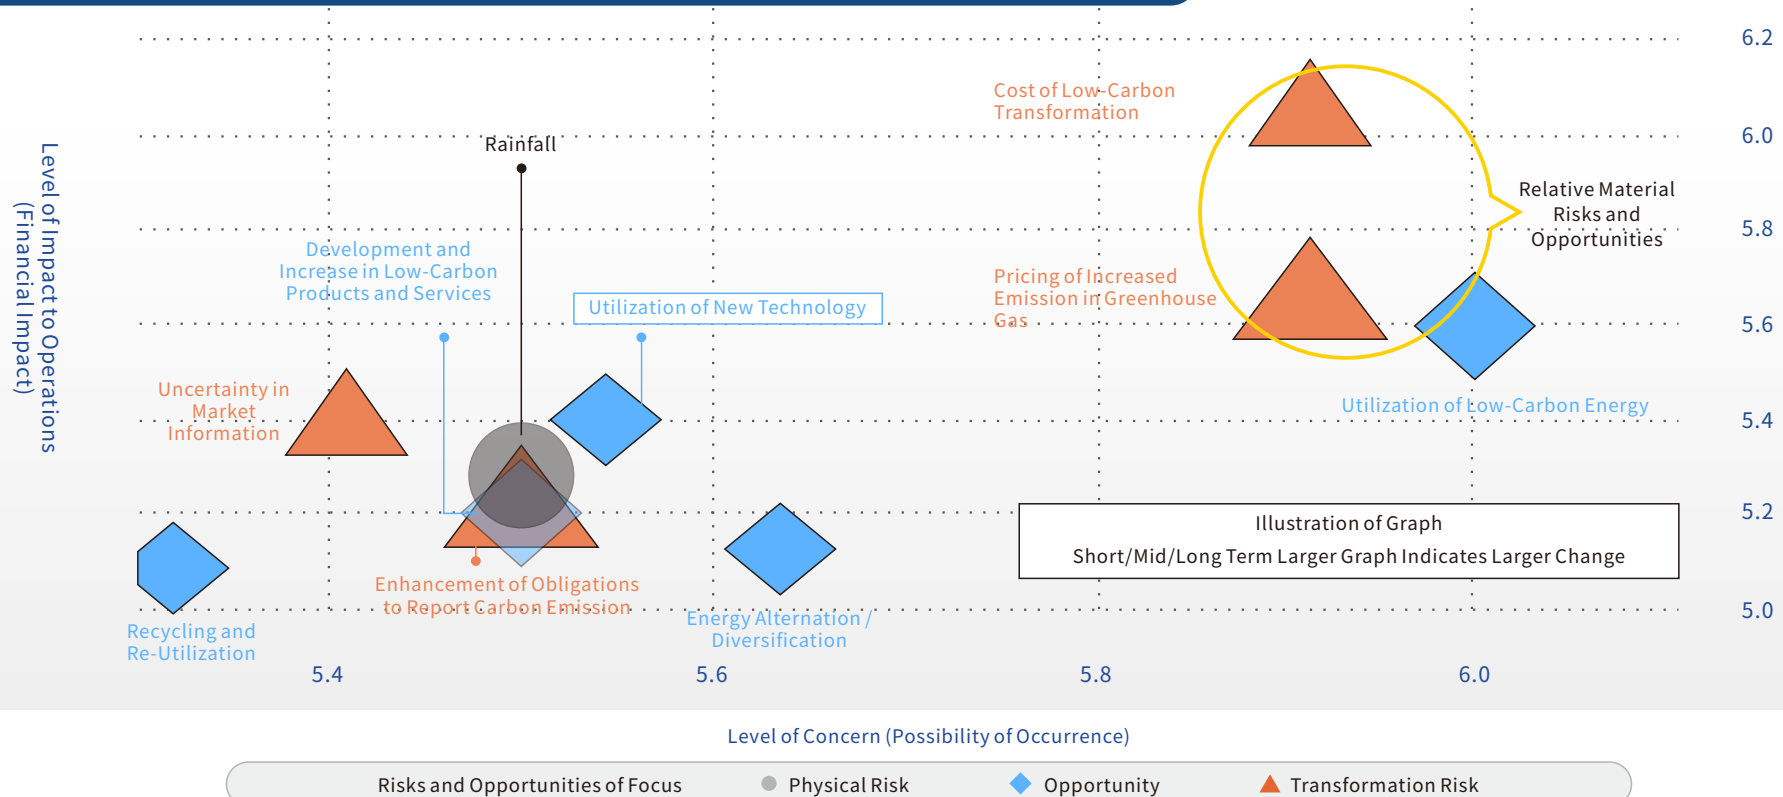 6.2
Cost of Low-Carbon
Transformation
6.0
Rainfall
Relative Material
Risks and
Opportunities
5.8
Level of Impact to Operations
(Financial Impact)
Development and
Increase in Low-Carbon
Products and Services
Utilization of New Technology
Pricing of Increased
Emission in Greenhouse
Gas
5.6
Uncertainty in
Market
Information
Utilization of Low-Carbon Energy
5.4
5.2
Illustration of Graph
Short/Mid/Long Term Larger Graph Indicates Larger Change
Enhancement of Obligations
to Report Carbon Emission
5.0
Energy Alternation /
Diversification
Recycling and
Re-Utilization
5.4
5.6
5.8
6.0
Level of Concern (Possibility of Occurrence)
Risks and Opportunities of Focus
Physical Risk
Opportunity
Transformation Risk